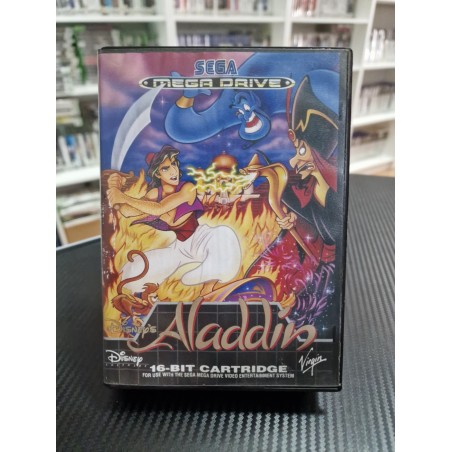 SEGA
MEGA DRIVE
DISNEY'S
Aladdin
Disney
Virgin
16-BIT CARTRIDGE
FOR USE WITH THE SEGA MEGA DRIVE VIDEO ENTERTAINMENT SYSTEM